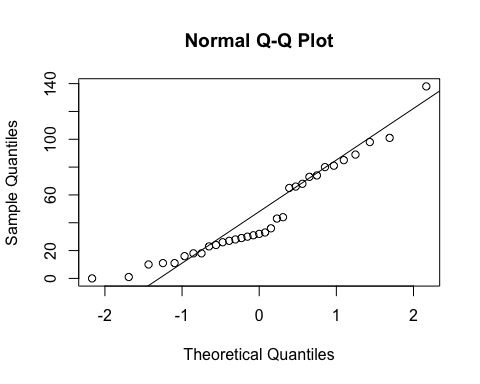 Normal Q-Q Plot
Sample Quantiles
140
100
60
20
0
-2 -1 0 1 2
Theoretical Quantiles